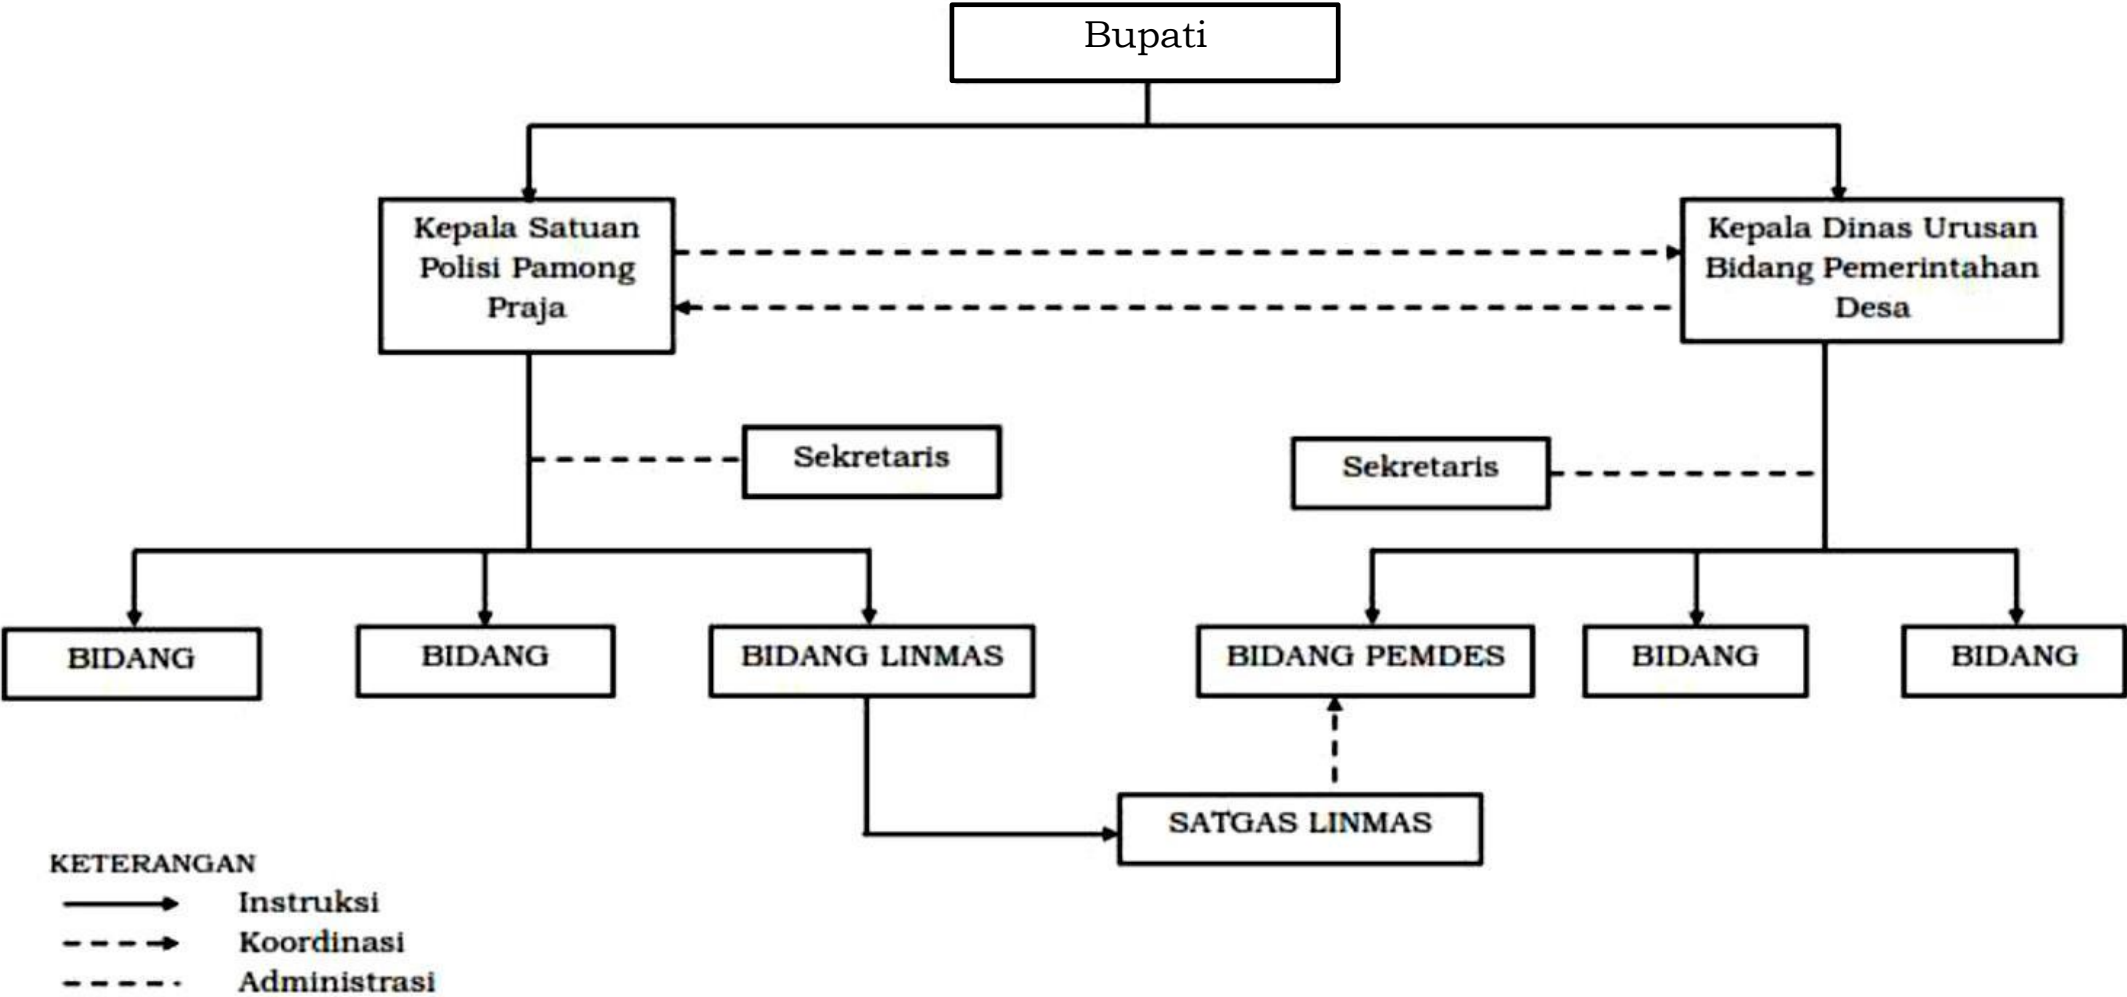 Bupati
Kepala Satuan
Polisi Pamong
Praja
Kepala Dinas Urusan
Bidang Pemerintahan
Desa
Sekretaris
Sekretaris
BIDANG
BIDANG
BIDANG LINMAS
BIDANG PEMDES
BIDANG
BIDANG
SATGAS LINMAS
KETERANGAN
Instruksi
Koordinasi
Administrasi